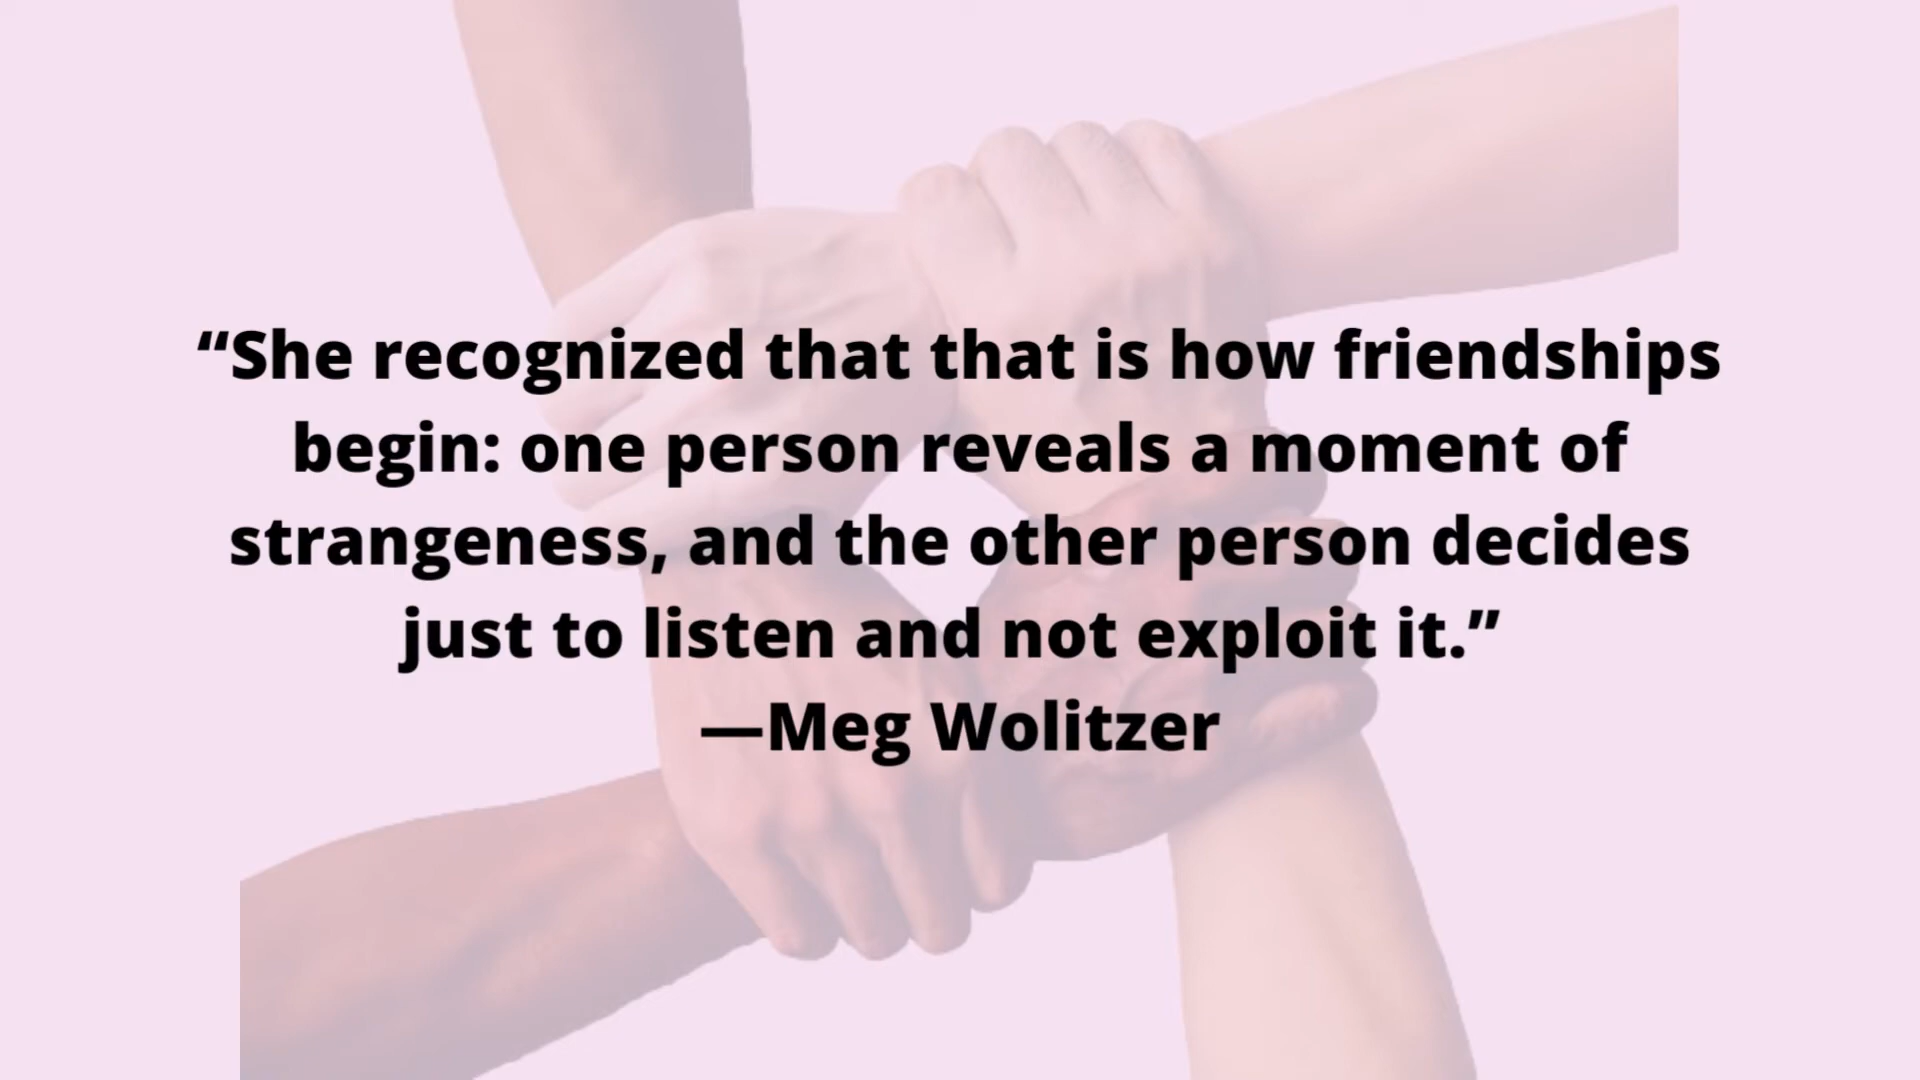 “She recognized that that is how friendships
begin: one person reveals a moment of
strangeness, and the other person decides
just to listen and not exploit it.”
—Meg Wolitzer